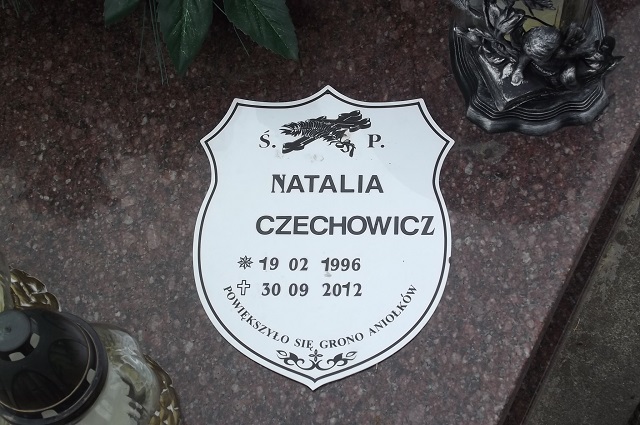 Ś. P.
NATALIA
CZECHOWICZ
✵ 19 02 1996
✝ 30 09 2012
POWIĘKSZYŁO SIĘ GRONO ANIOŁKÓW